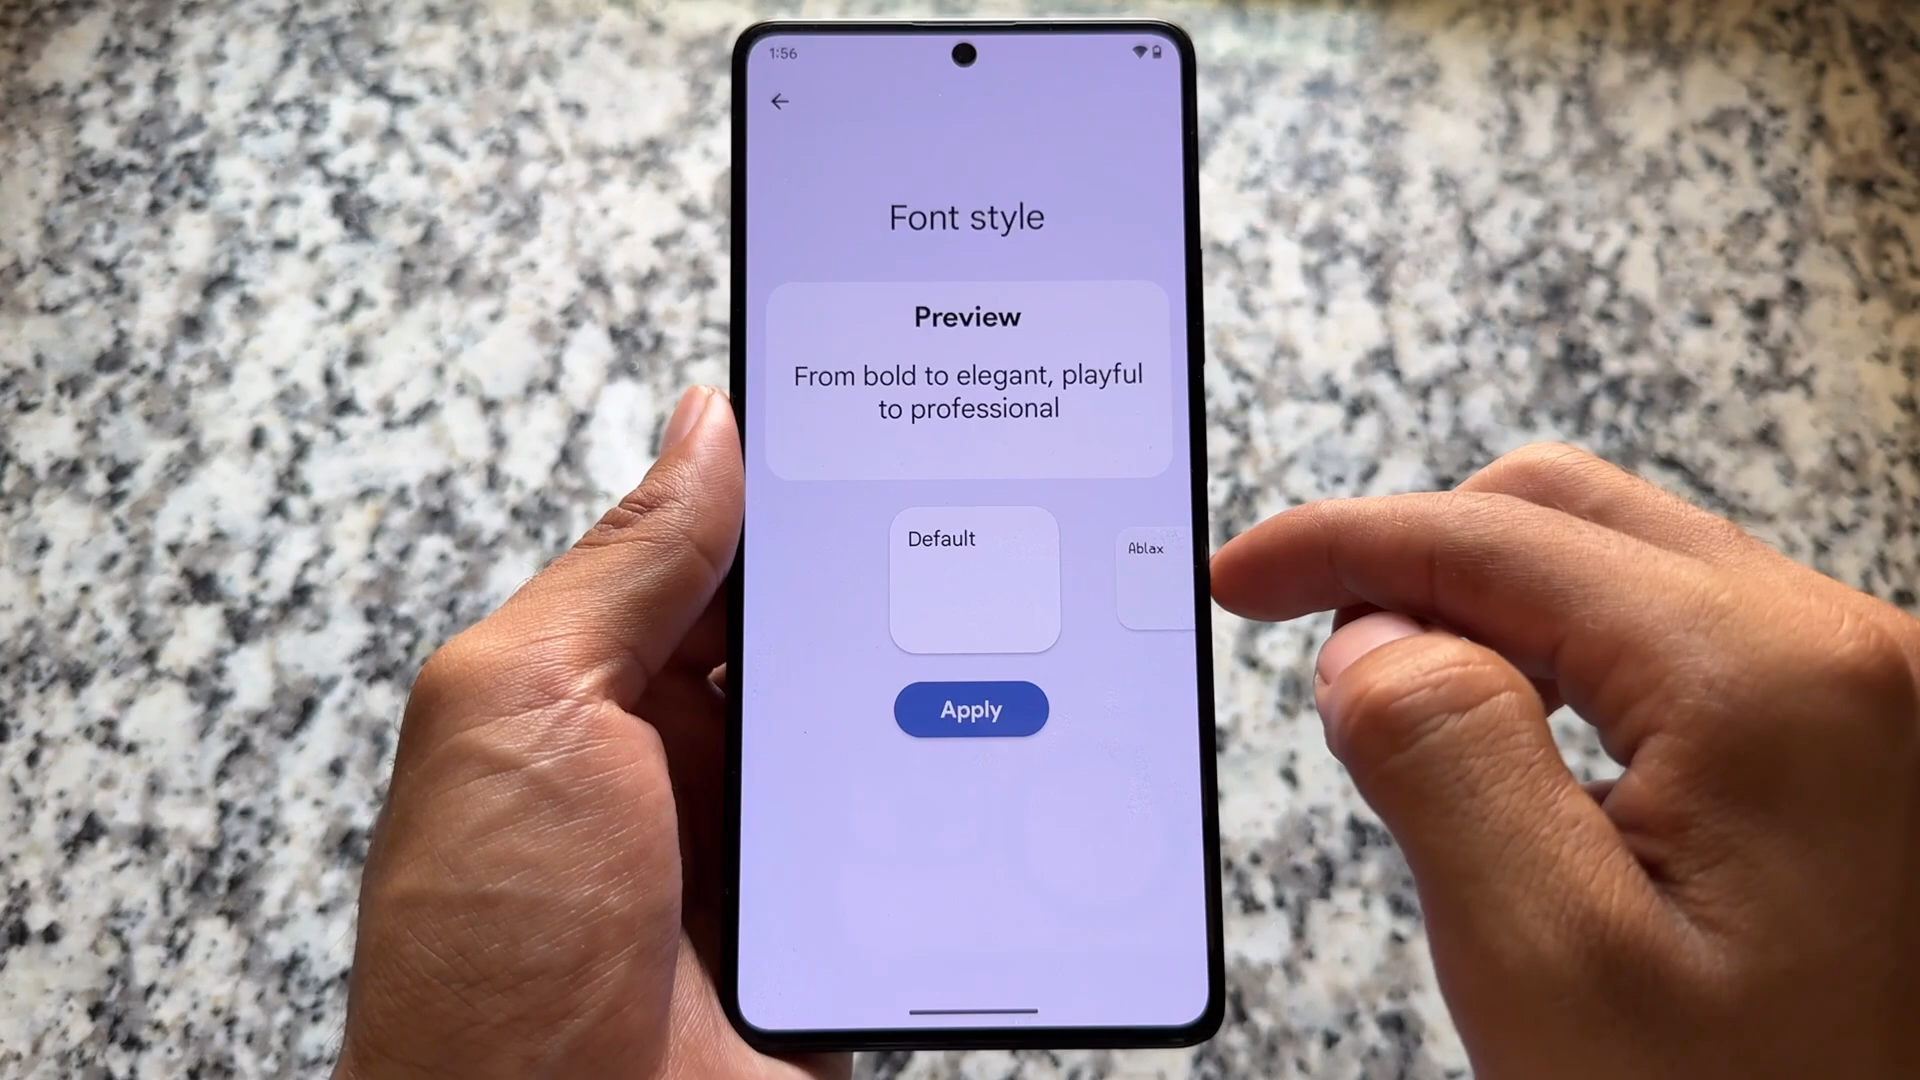 1:56
Font style
Preview
From bold to elegant, playful
to professional
Default
Ablax
Apply